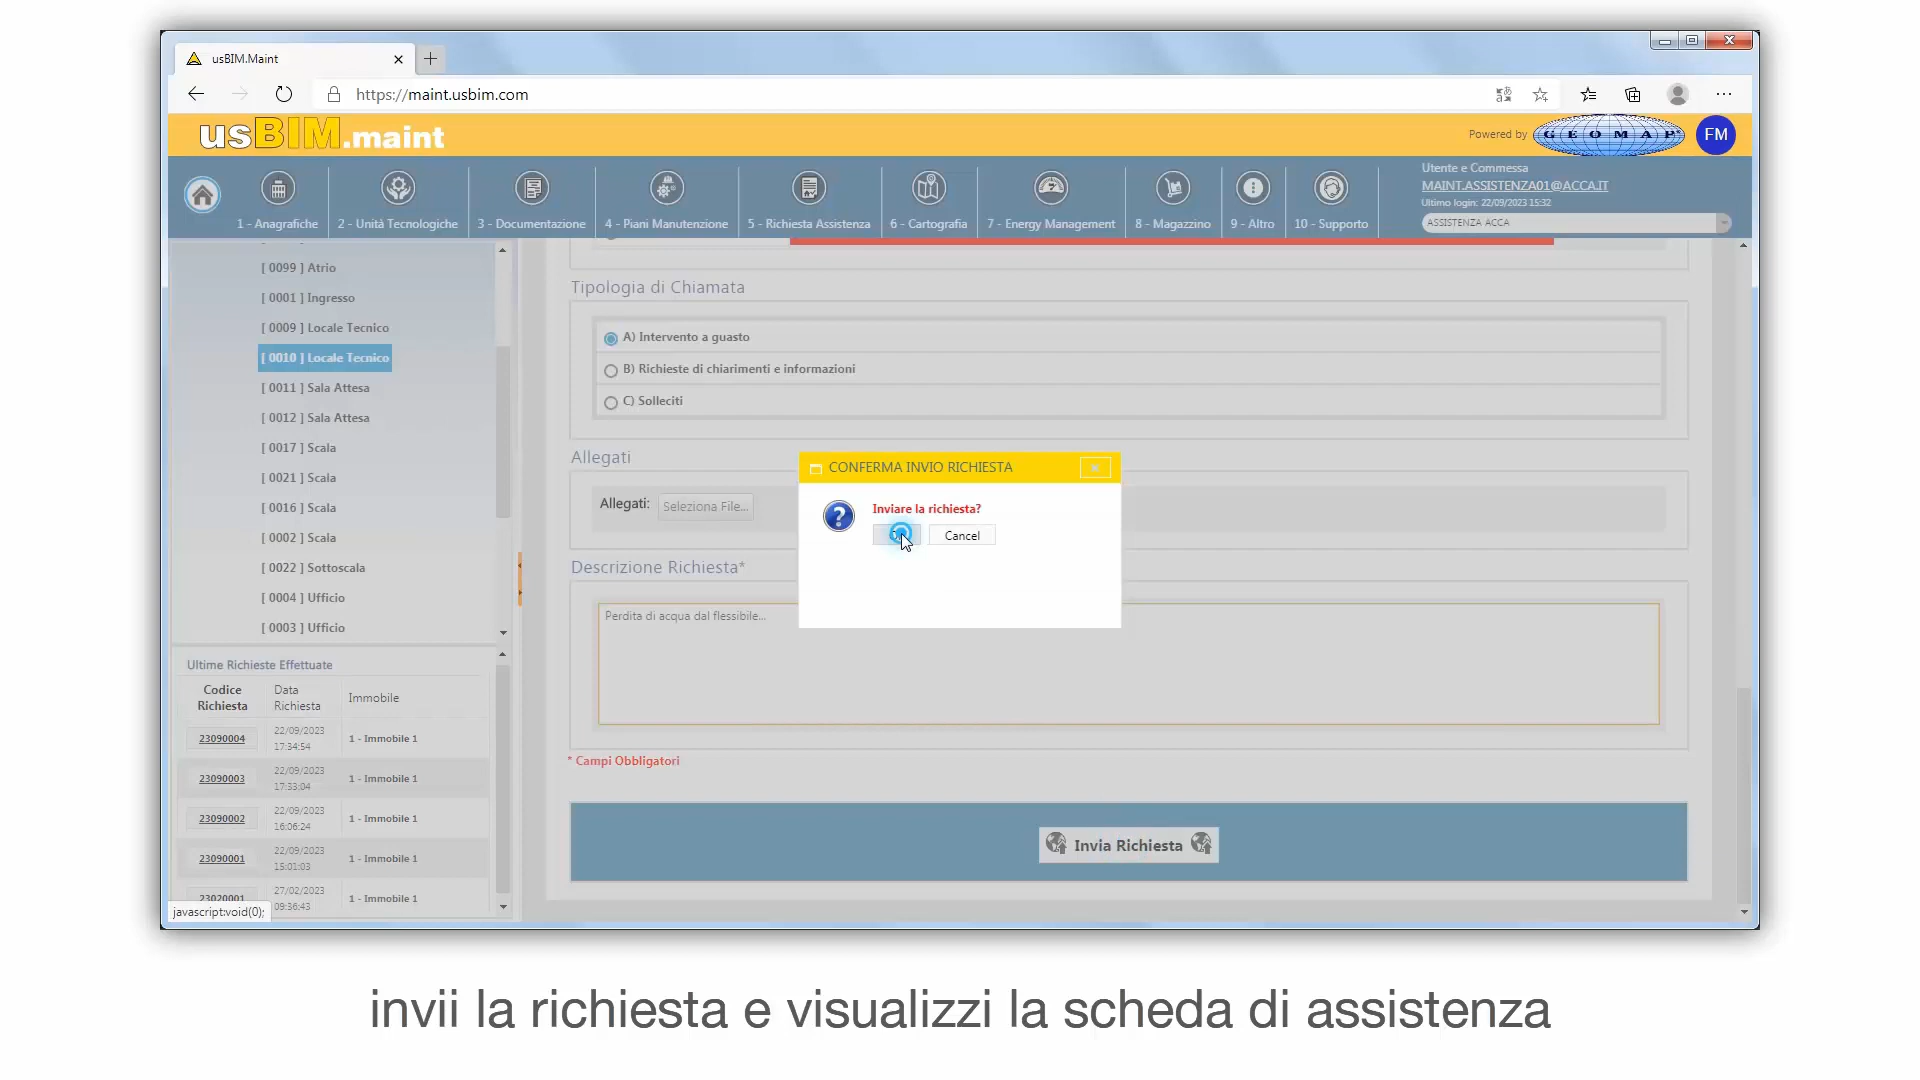 usBIM.Maint
https://maint.usbim.com
usBIM.maint
Powered by
GEOMAP
FM
1 - Anagrafiche
2 - Unità Tecnologiche
3 - Documentazione
4 - Piani Manutenzione
5 - Richiesta Assistenza
6 - Cartografia
7 - Energy Management
8 - Magazzino
9 - Altro
10 - Supporto
Utente e Commessa
MAINT.ASSISTENZA01@ACCA.IT
Ultimo login: 22/09/2023 15:32
ASSISTENZA ACCA
[ 0099 ] Atrio
[ 0001 ] Ingresso
[ 0009 ] Locale Tecnico
[ 0010 ] Locale Tecnico
[ 0011 ] Sala Attesa
[ 0012 ] Sala Attesa
[ 0017 ] Scala
[ 0021 ] Scala
[ 0016 ] Scala
[ 0002 ] Scala
[ 0022 ] Sottoscala
[ 0004 ] Ufficio
[ 0003 ] Ufficio
Ultime Richieste Effettuate
Codice Richiesta
Data Richiesta
Immobile
23090004 22/09/2023 17:34:54 1 - Immobile 1
23090003 22/09/2023 17:33:04 1 - Immobile 1
23090002 22/09/2023 16:06:24 1 - Immobile 1
23090001 22/09/2023 15:01:03 1 - Immobile 1
23020001 27/02/2023 09:36:43 1 - Immobile 1
javascript:void(0);
Tipologia di Chiamata
A) Intervento a guasto
B) Richieste di chiarimenti e informazioni
C) Solleciti
Allegati
Allegati: Seleziona File...
CONFERMA INVIO RICHIESTA
Inviare la richiesta?
Cancel
Descrizione Richiesta*
Perdita di acqua dal flessibile...
* Campi Obbligatori
Invia Richiesta
invii la richiesta e visualizzi la scheda di assistenza